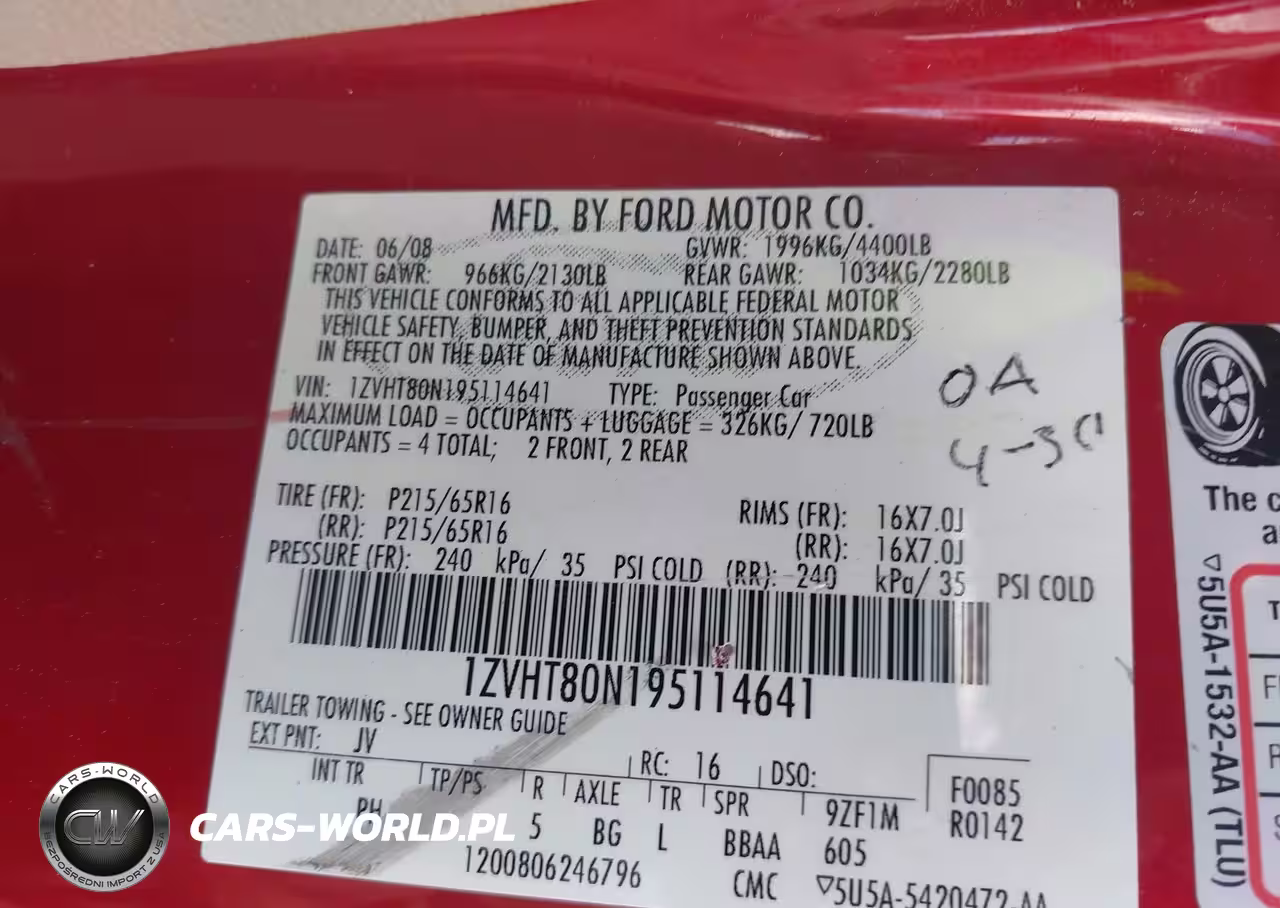 MFD. BY FORD MOTOR CO.
DATE: 06/08 GVWR: 1996KG/4400LB
FRONT GAWR: 966KG/2130LB REAR GAWR: 1034KG/2280LB
THIS VEHICLE CONFORMS TO ALL APPLICABLE FEDERAL MOTOR
VEHICLE SAFETY, BUMPER, AND THEFT PREVENTION STANDARDS
IN EFFECT ON THE DATE OF MANUFACTURE SHOWN ABOVE.
VIN: 1ZVHT80N195114641 TYPE: Passenger Car
MAXIMUM LOAD = OCCUPANTS + LUGGAGE = 326KG/ 720LB
OCCUPANTS = 4 TOTAL; 2 FRONT, 2 REAR
OA
TIRE (FR): P215/65R16 RIMS (FR): 16X7.0J
(RR): P215/65R16 (RR): 16X7.0J
PRESSURE (FR): 240 kPa/ 35 PSI COLD (RR): 240 kPa/ 35 PSI COLD
1ZVHT80N195114641
TRAILER TOWING - SEE OWNER GUIDE
EXT PNT: JV RC: 16 DSO: F0085
INT TR TP/PS R AXLE TR SPR 9ZF1M R0142
PH 5 BG L BBAA 605
1200806246796 CMC ▽5U5A-5420472-AA
The c
a
▽5U5A-1532-AA (TLU)
T
F
R
S
CARS-WORLD
CW
BEZPOŚREDNI IMPORT Z USA
CARS-WORLD.PL